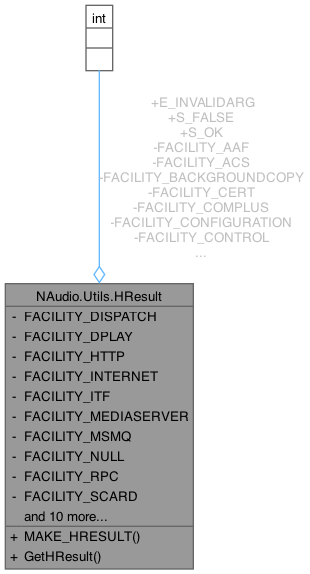 int
+E_INVALIDARG
+S_FALSE
+S_OK
-FACILITY_AAF
-FACILITY_ACS
-FACILITY_BACKGROUNDCOPY
-FACILITY_CERT
-FACILITY_COMPLUS
-FACILITY_CONFIGURATION
-FACILITY_CONTROL
...
NAudio.Utils.HResult
- FACILITY_DISPATCH
- FACILITY_DPLAY
- FACILITY_HTTP
- FACILITY_INTERNET
- FACILITY_ITF
- FACILITY_MEDIASERVER
- FACILITY_MSMQ
- FACILITY_NULL
- FACILITY_RPC
- FACILITY_SCARD
and 10 more...
+ MAKE_HRESULT()
+ GetHResult()